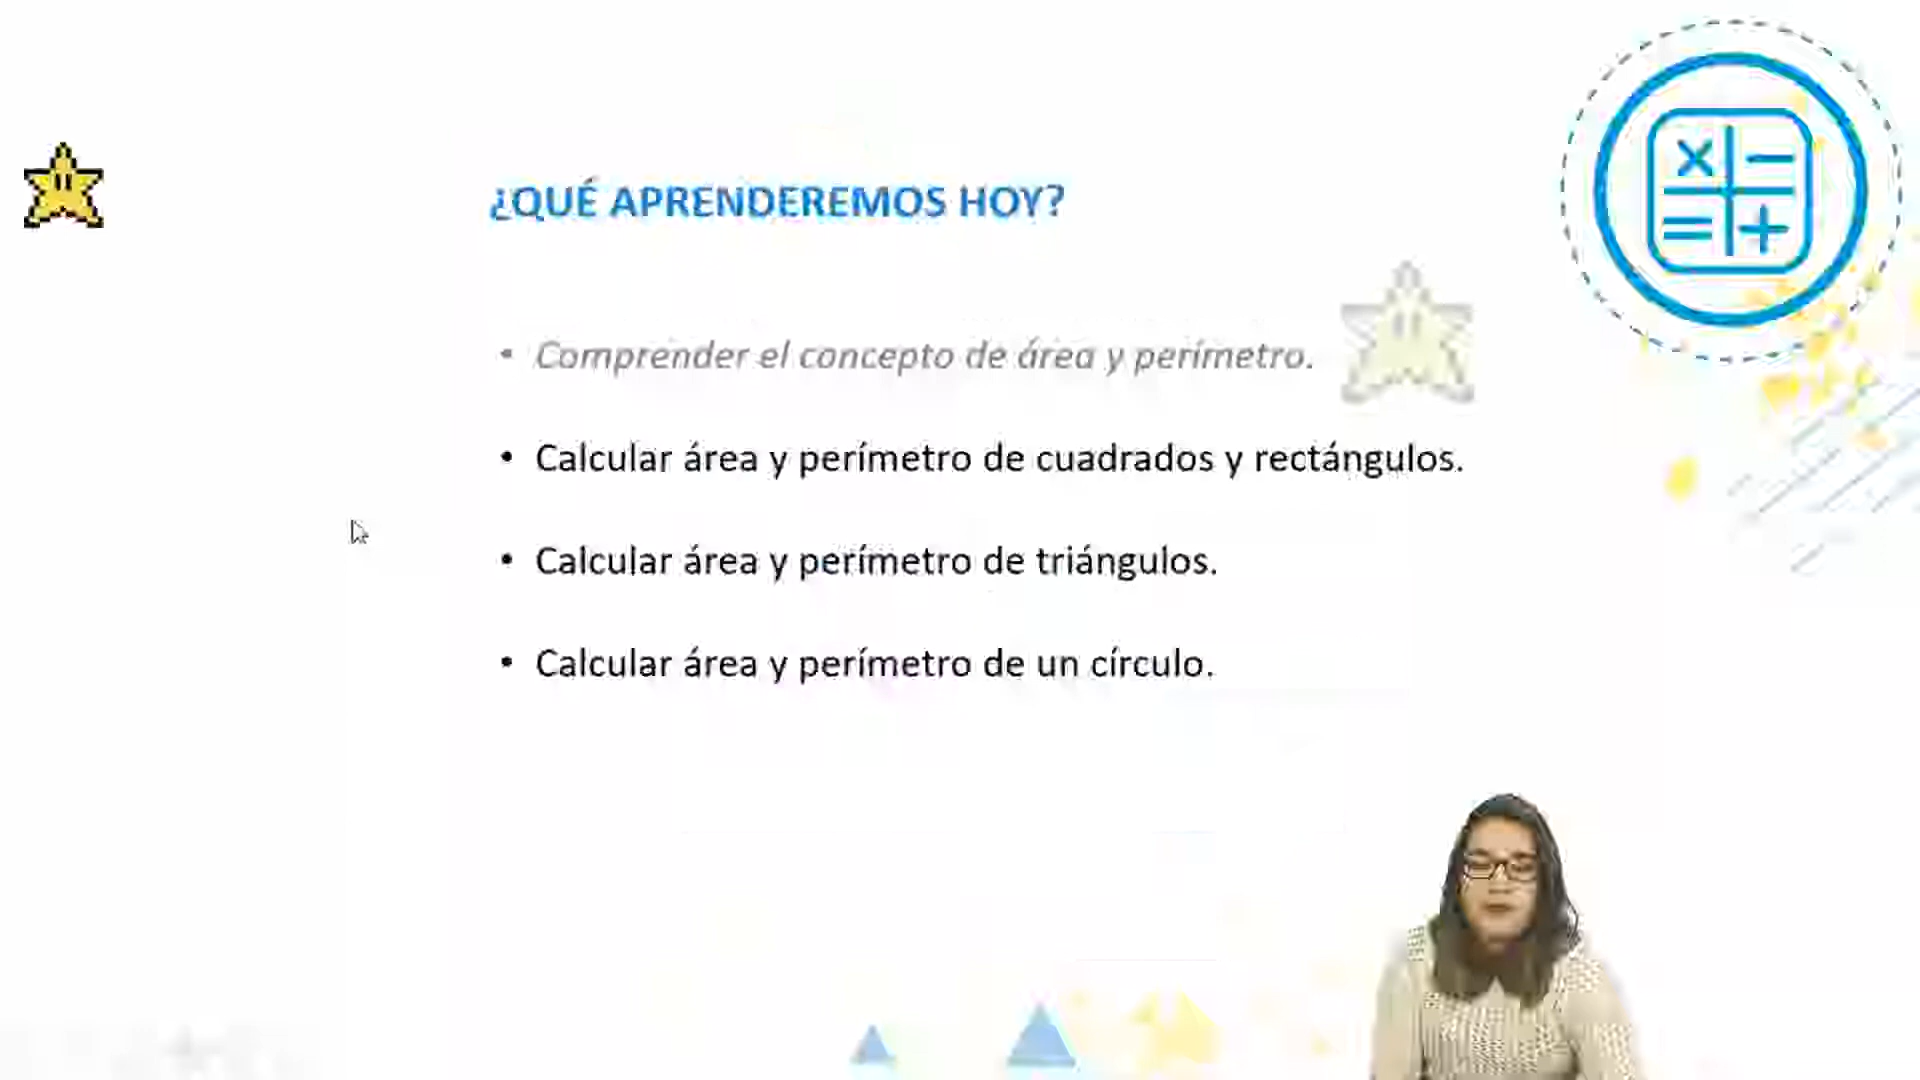 ¿QUÉ APRENDEREMOS HOY?
• Comprender el concepto de área y perímetro.
• Calcular área y perímetro de cuadrados y rectángulos.
• Calcular área y perímetro de triángulos.
• Calcular área y perímetro de un círculo.